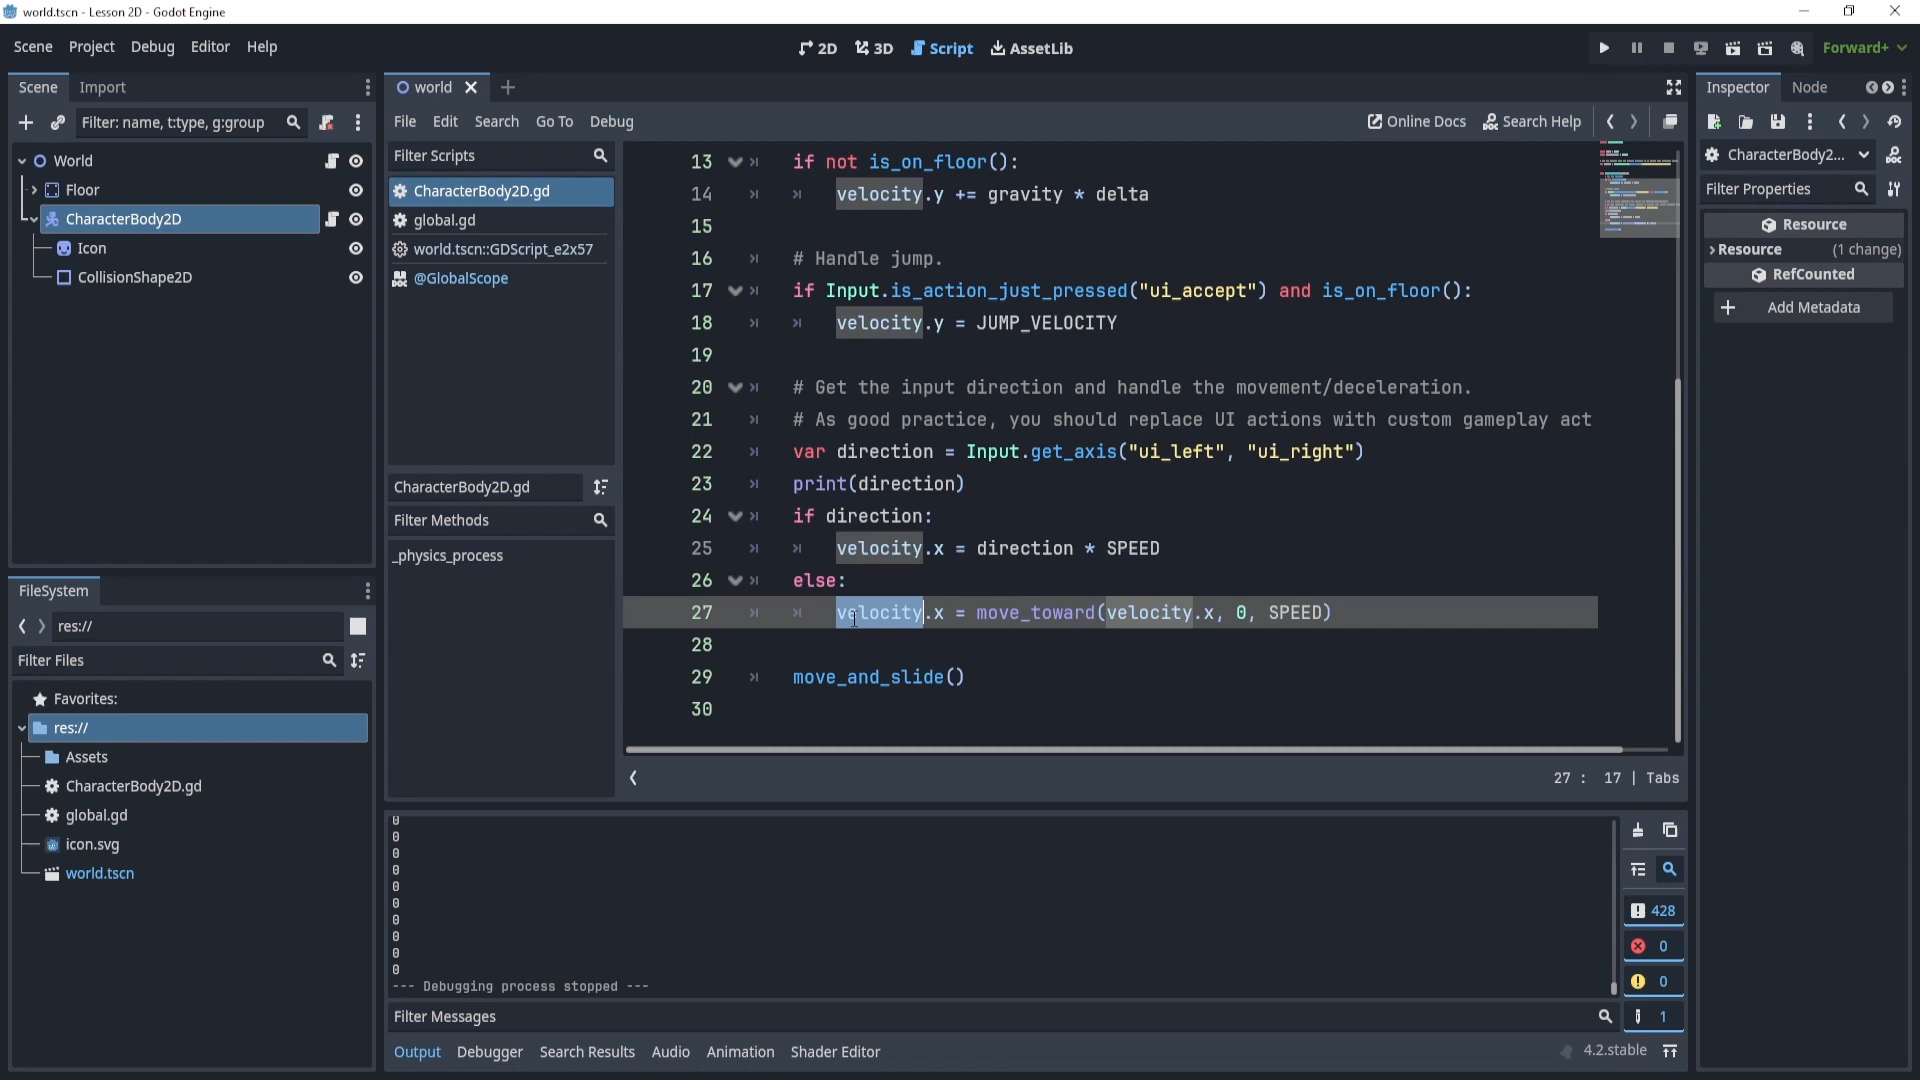 world.tscn - Lesson 2D - Godot Engine
Scene Project Debug Editor Help
2D 3D Script AssetLib
Forward+
Scene Import
Filter: name, t:type, g:group
World
Floor
CharacterBody2D
Icon
CollisionShape2D
FileSystem
res://
Filter Files
Favorites:
res://
Assets
CharacterBody2D.gd
global.gd
icon.svg
world.tscn
world
File Edit Search Go To Debug
Online Docs Search Help
Filter Scripts
CharacterBody2D.gd
global.gd
world.tscn::GDScript_e2x57
@GlobalScope
CharacterBody2D.gd
Filter Methods
_physics_process
13 if not is_on_floor():
14 velocity.y += gravity * delta
15
16 # Handle jump.
17 if Input.is_action_just_pressed("ui_accept") and is_on_floor():
18 velocity.y = JUMP_VELOCITY
19
20 # Get the input direction and handle the movement/deceleration.
21 # As good practice, you should replace UI actions with custom gameplay act
22 var direction = Input.get_axis("ui_left", "ui_right")
23 print(direction)
24 if direction:
25 velocity.x = direction * SPEED
26 else:
27 velocity.x = move_toward(velocity.x, 0, SPEED)
28
29 move_and_slide()
30
27 : 17 | Tabs
0
0
0
0
0
0
0
0
0
0
--- Debugging process stopped ---
Filter Messages
428
0
0
1
Output Debugger Search Results Audio Animation Shader Editor
4.2.stable
Inspector Node
CharacterBody2...
Filter Properties
Resource
Resource (1 change)
RefCounted
Add Metadata